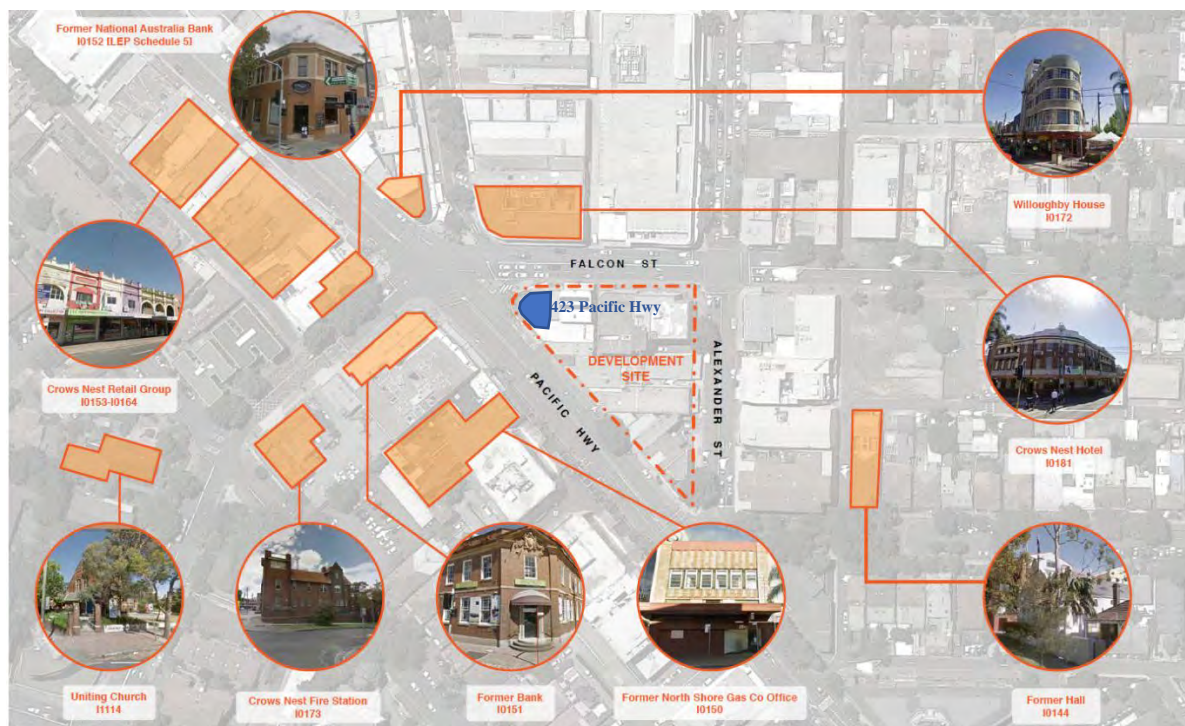 Former National Australia Bank
I0152 [LEP Schedule 5]
Willoughby House
I0172
FALCON ST
423 Pacific Hwy
DEVELOPMENT
SITE
ALEXANDER ST
PACIFIC HWY
Crows Nest Retail Group
I0153-I0164
Crows Nest Hotel
I0181
Uniting Church
I1114
Crows Nest Fire Station
I0173
Former Bank
I0151
Former North Shore Gas Co Office
I0150
Former Hall
I0144